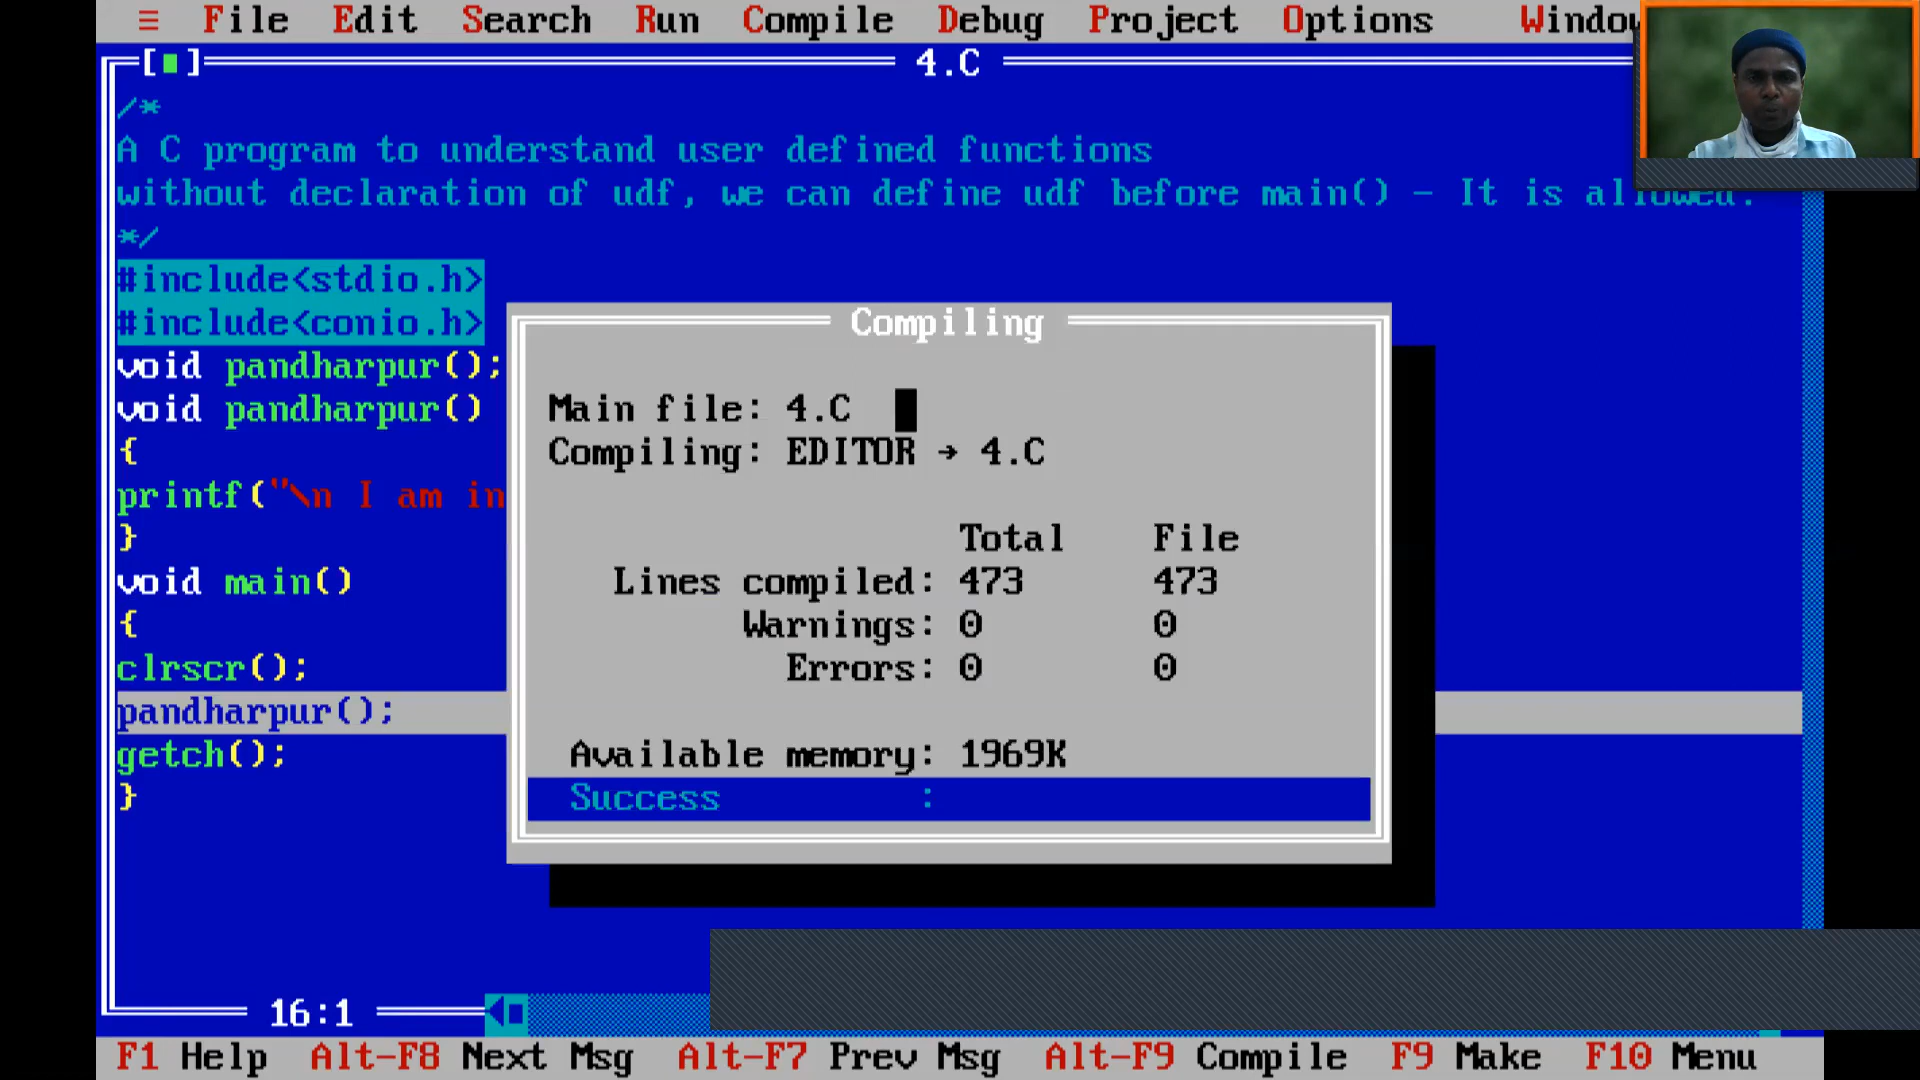 ≡ File Edit Search Run Compile Debug Project Options Window
[■] 4.C
/*
A C program to understand user defined functions
without declaration of udf, we can define udf before main() - It is allowed.
*/
#include<stdio.h>
#include<conio.h>
void pandharpur();
void pandharpur()
{
printf("\n I am in
}
void main()
{
clrscr();
pandharpur();
getch();
}
Compiling
Main file: 4.C
Compiling: EDITOR → 4.C
Total File
Lines compiled: 473 473
Warnings: 0 0
Errors: 0 0
Available memory: 1969K
Success :
16:1
F1 Help Alt-F8 Next Msg Alt-F7 Prev Msg Alt-F9 Compile F9 Make F10 Menu